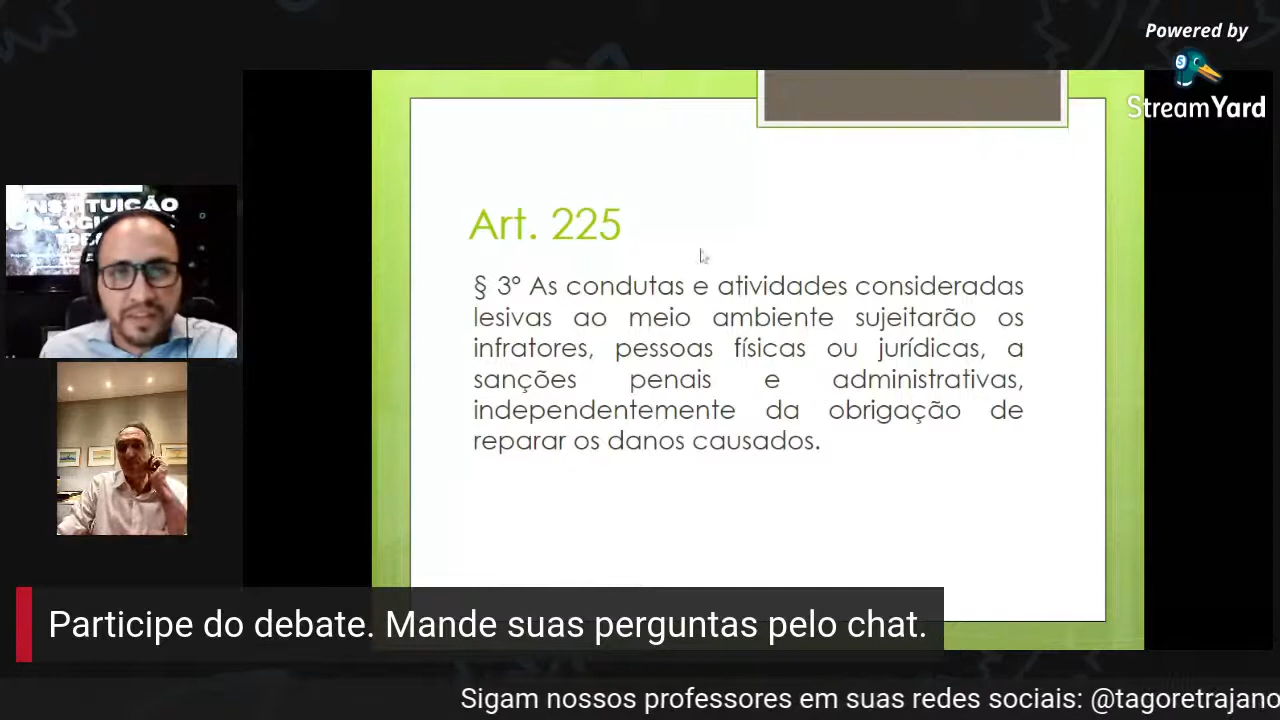 Powered by
StreamYard
Art. 225
§ 3º As condutas e atividades consideradas
lesivas ao meio ambiente sujeitarão os
infratores, pessoas físicas ou jurídicas, a
sanções penais e administrativas,
independentemente da obrigação de
reparar os danos causados.
Participe do debate. Mande suas perguntas pelo chat.
Sigam nossos professores em suas redes sociais: @tagoretrajano